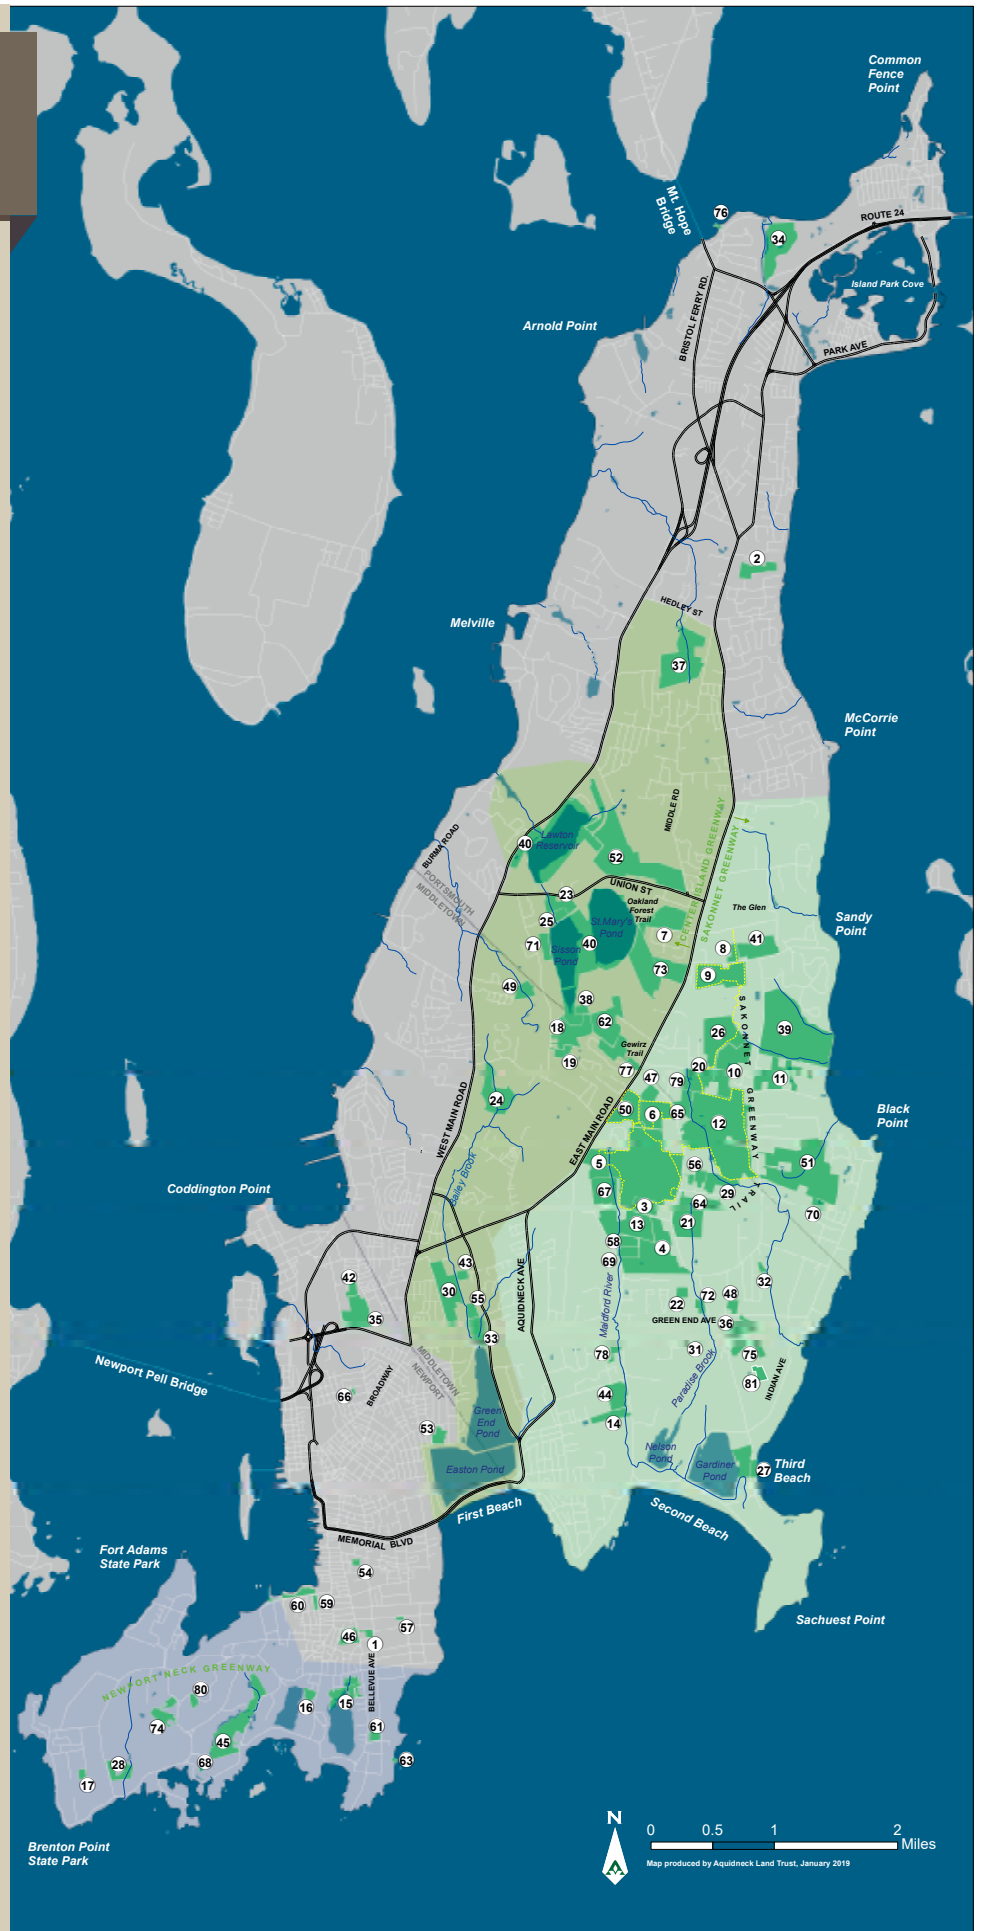 Common
Fence
Point
ROUTE 24
Mt. Hope
Bridge
76
34
Island Park Cove
BRISTOL FERRY RD.
Arnold Point
PARK AVE
2
HEDLEY ST
Melville
37
McCorrie
Point
MIDDLE RD
CENTER ISLAND GREENWAY
SAKONNET GREENWAY
BURMA ROAD
40
Lawton
Reservoir
52
PORTSMOUTH
MIDDLETOWN
UNION ST
23
Oakland
Forest
Trail
The Glen
Sandy
Point
25
St Mary's
Pond
7
71
Sisson
Pond
40
8
41
9
73
49
38
SAKONNET GREENWAY TRAIL
18
62
26
39
Gewirz
Trail
19
77
47
79
20
10
11
24
50
6
65
12
Black
Point
WEST MAIN ROAD
EAST MAIN ROAD
Bailey Brook
5
56
51
67
29
Coddington Point
3
64
70
13
21
58
4
69
42
43
AQUIDNECK AVE
Maidford River
32
30
55
72
48
22
GREEN END AVE
36
35
33
31
78
75
Newport Pell Bridge
MIDDLETOWN
NEWPORT
BROADWAY
66
Paradise Brook
81
INDIAN AVE
44
53
Green
End
Pond
14
Easton Pond
Nelson
Pond
Gardiner
Pond
27
Third
Beach
First Beach
Second Beach
MEMORIAL BLVD
Fort Adams
State Park
54
60
59
57
Sachuest Point
46
1
BELLEVUE AVE
NEWPORT NECK GREENWAY
80
16
15
74
61
45
63
68
28
17
Brenton Point
State Park
N
0 0.5 1 2
Miles
Map produced by Aquidneck Land Trust, January 2019